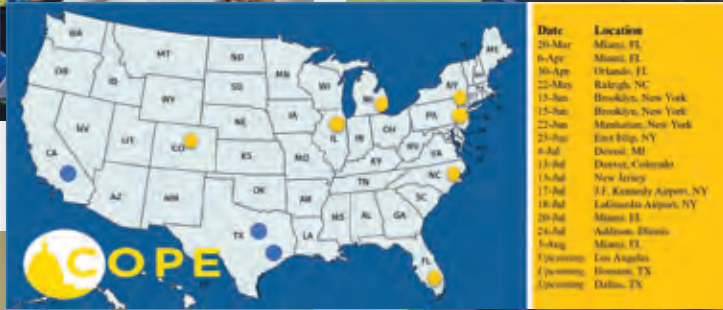 WA
MT
ND
MN
ME
OR
ID
SD
WI
MI
NY
WY
IA
NE
PA
NV
UT
CO
IL
IN
OH
CA
KS
MO
WV
VA
KY
NC
TN
AZ
NM
OK
AR
SC
MS
AL
GA
TX
LA
FL
COPE
Date Location
20-Mar Miami, FL
6-Apr Miami, FL
30-Apr Orlando, FL
22-May Raleigh, NC
13-Jun Brooklyn, New York
15-Jun Brooklyn, New York
22-Jun Manhattan, New York
23-Jun East Islip, NY
6-Jul Detroit, MI
13-Jul Denver, Colorado
15-Jul New Jersey
17-Jul J.F. Kennedy Airport, NY
18-Jul LaGuardia Airport, NY
20-Jul Miami, FL
24-Jul Addison, Illinois
3-Aug Miami, FL
Upcoming Los Angeles
Upcoming Houston, TX
Upcoming Dallas, TX